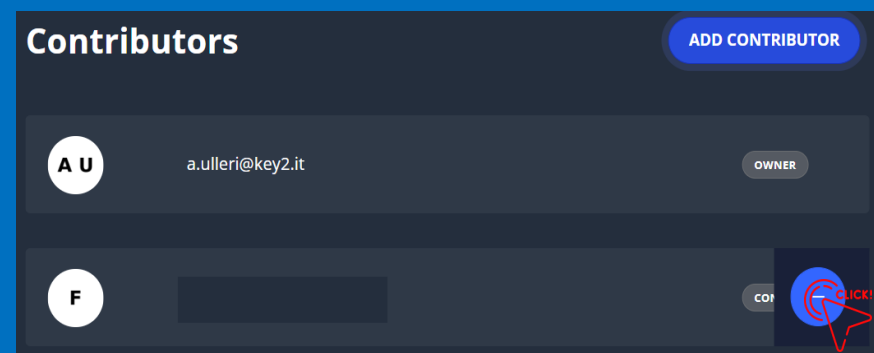 Contributors
ADD CONTRIBUTOR
A U
a.ulleri@key2.it
OWNER
F
CLICK!